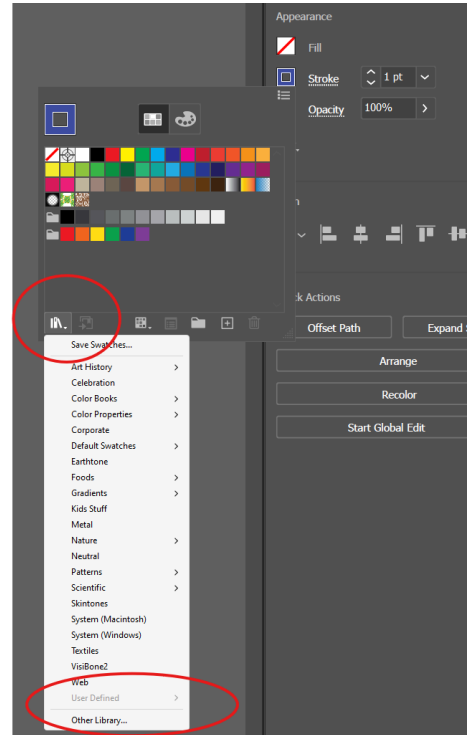 Appearance
Fill
Stroke
1 pt
Opacity
100%
Actions
Offset Path
Expand
Arrange
Recolor
Start Global Edit
Save Swatches...
Art History
Celebration
Color Books
Color Properties
Corporate
Default Swatches
Earthtone
Foods
Gradients
Kids Stuff
Metal
Nature
Neutral
Patterns
Scientific
Skintones
System (Macintosh)
System (Windows)
Textiles
VisiBone2
Web
User Defined
Other Library...